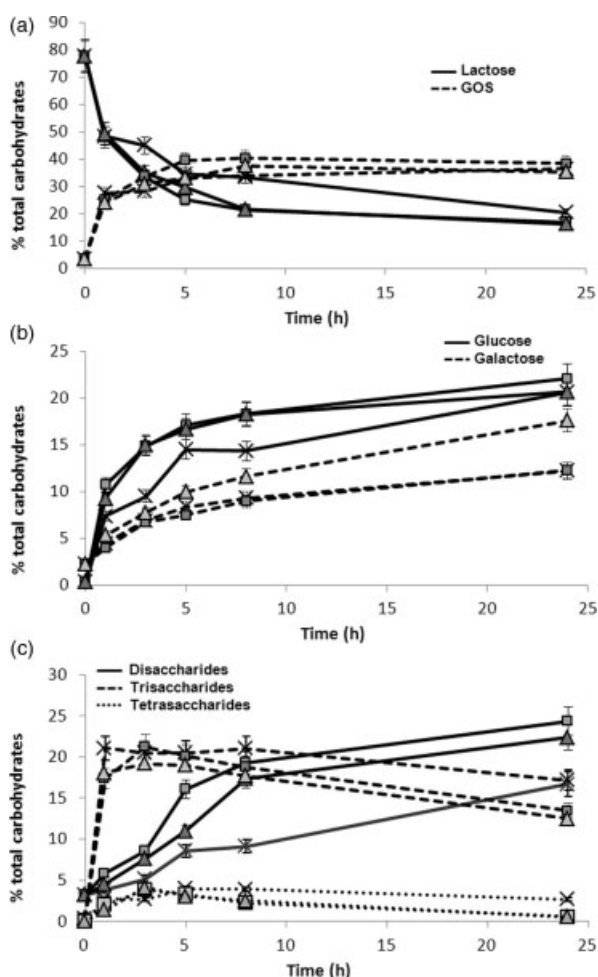 (a)
% total carbohydrates
90
80
70
60
50
40
30
20
10
0
Lactose
GOS
0 5 10 15 20 25
Time (h)
(b)
% total carbohydrates
25
20
15
10
5
0
Glucose
Galactose
0 5 10 15 20 25
Time (h)
(c)
% total carbohydrates
30
25
20
15
10
5
0
Disaccharides
Trisaccharides
Tetrasaccharides
0 5 10 15 20 25
Time (h)